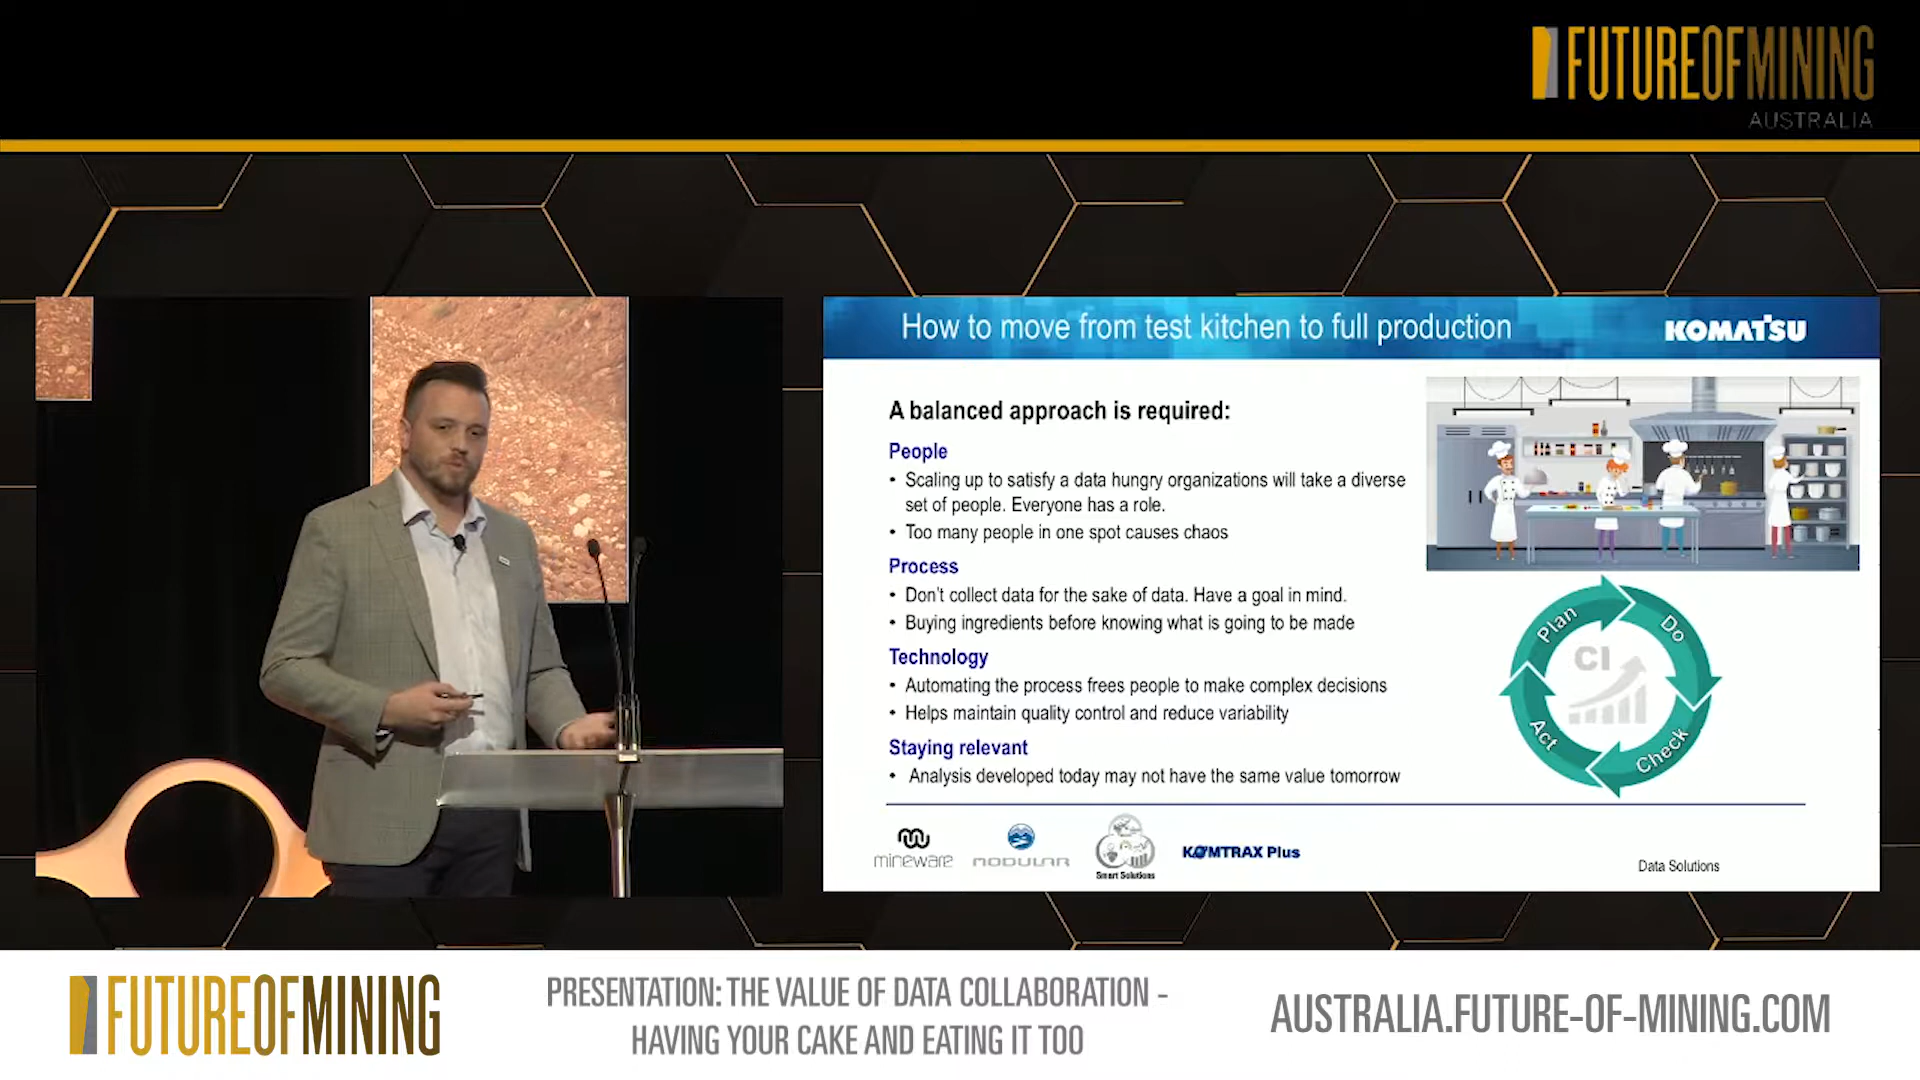 FUTUREOFMINING
AUSTRALIA
How to move from test kitchen to full production
KOMATSU
A balanced approach is required:
People
• Scaling up to satisfy a data hungry organizations will take a diverse
set of people. Everyone has a role.
• Too many people in one spot causes chaos
Process
• Don't collect data for the sake of data. Have a goal in mind.
• Buying ingredients before knowing what is going to be made
Technology
• Automating the process frees people to make complex decisions
• Helps maintain quality control and reduce variability
Staying relevant
• Analysis developed today may not have the same value tomorrow
Plan
Do
Check
Act
CI
mineware
MODULAR
Smart Solutions
KOMTRAX Plus
Data Solutions
FUTUREOFMINING
PRESENTATION: THE VALUE OF DATA COLLABORATION -
HAVING YOUR CAKE AND EATING IT TOO
AUSTRALIA.FUTURE-OF-MINING.COM